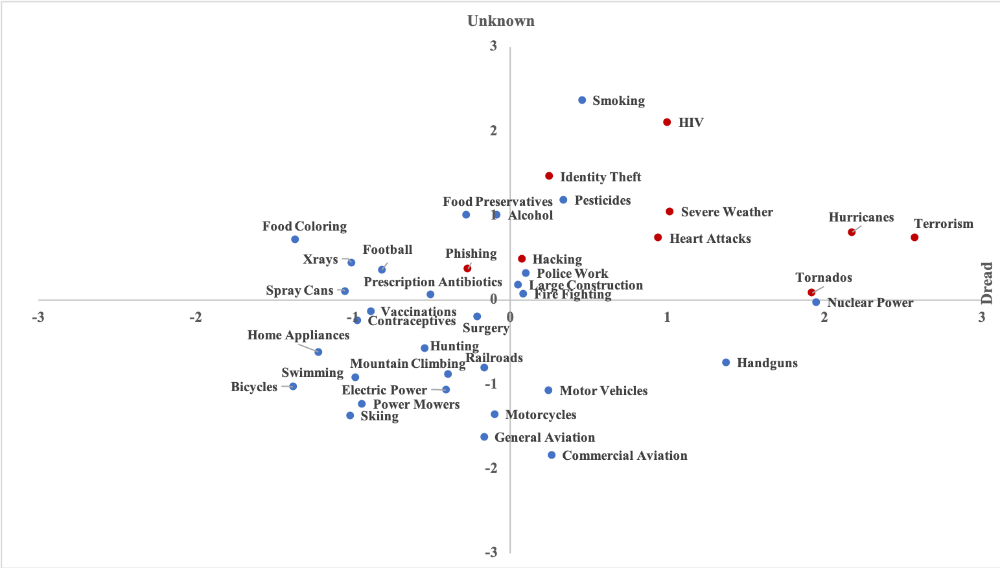 Unknown
3
Smoking
HIV
2
Identity Theft
Pesticides
Food Preservatives
Severe Weather
1
Alcohol
Hurricanes
Terrorism
Food Coloring
Heart Attacks
Football
Phishing
Xrays
Hacking
Police Work
Tornados
Dread
Prescription Antibiotics
Large Construction
Spray Cans
Fire Fighting
0
Nuclear Power
Vaccinations
-3
-2
-1
0
1
2
3
Contraceptives
Surgery
Home Appliances
Hunting
Railroads
Mountain Climbing
Handguns
Swimming
-1
Bicycles
Electric Power
Motor Vehicles
Power Mowers
Skiing
Motorcycles
General Aviation
Commercial Aviation
-2
-3